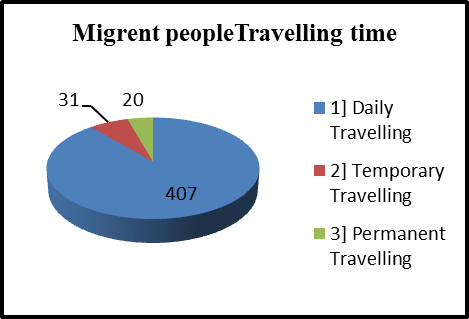 Migrent peopleTravelling time
31
20
407
1] Daily
Travelling
2] Temporary
Travelling
3] Permanent
Travelling